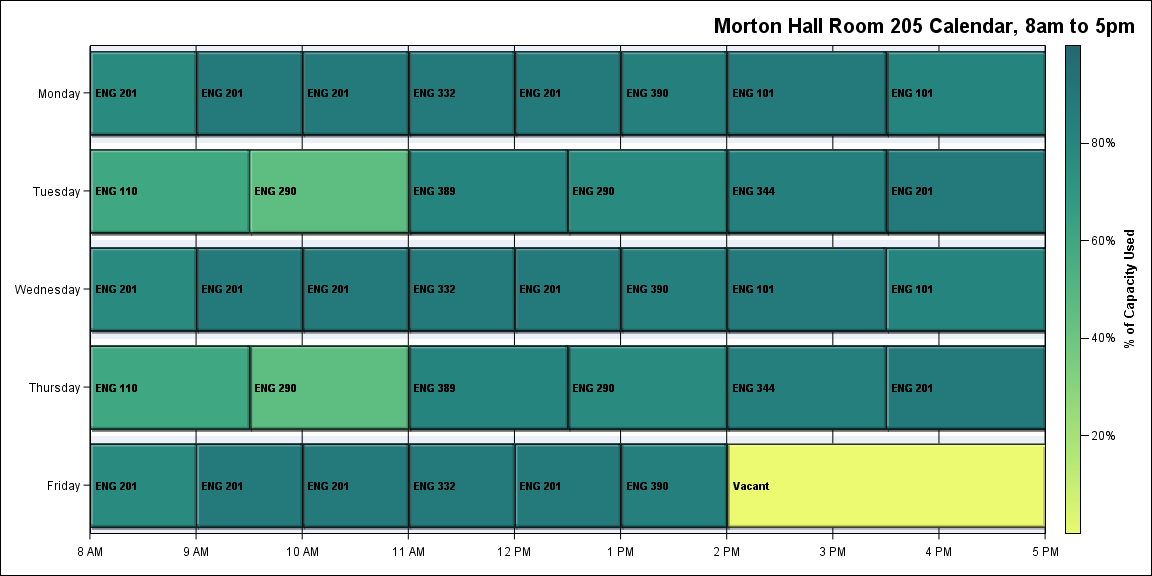 Morton Hall Room 205 Calendar, 8am to 5pm
Monday
ENG 201
ENG 201
ENG 201
ENG 332
ENG 201
ENG 390
ENG 101
ENG 101
Tuesday
ENG 110
ENG 290
ENG 389
ENG 290
ENG 344
ENG 201
Wednesday
ENG 201
ENG 201
ENG 201
ENG 332
ENG 201
ENG 390
ENG 101
ENG 101
Thursday
ENG 110
ENG 290
ENG 389
ENG 290
ENG 344
ENG 201
Friday
ENG 201
ENG 201
ENG 201
ENG 332
ENG 201
ENG 390
Vacant
8 AM
9 AM
10 AM
11 AM
12 PM
1 PM
2 PM
3 PM
4 PM
5 PM
80%
60%
40%
20%
% of Capacity Used